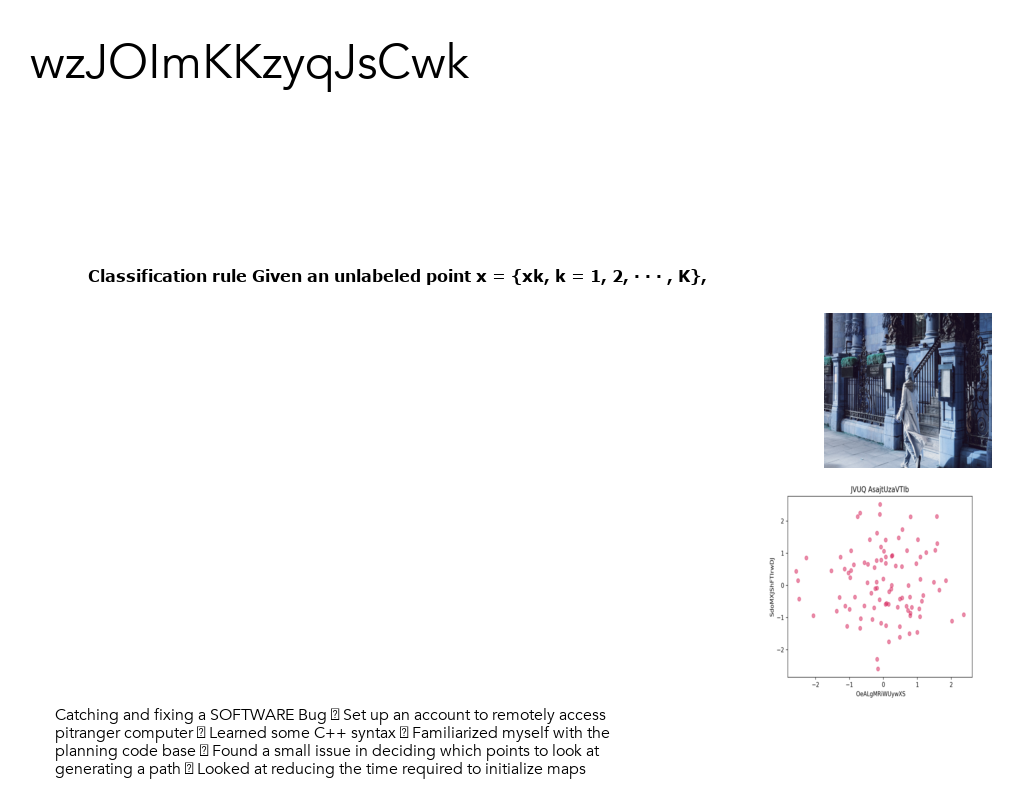 wzJOImKKzyqJsCwk
Classification rule Given an unlabeled point x = {xk, k = 1, 2, · · · , K},
JVUQ AsajtUzaVTlb
2
1
0
−1
−2
−2
−1
0
1
2
OeALgMRiWUywXS
Catching and fixing a SOFTWARE Bug Set up an account to remotely access
pitranger computer Learned some C++ syntax Familiarized myself with the
planning code base Found a small issue in deciding which points to look at
generating a path Looked at reducing the time required to initialize maps